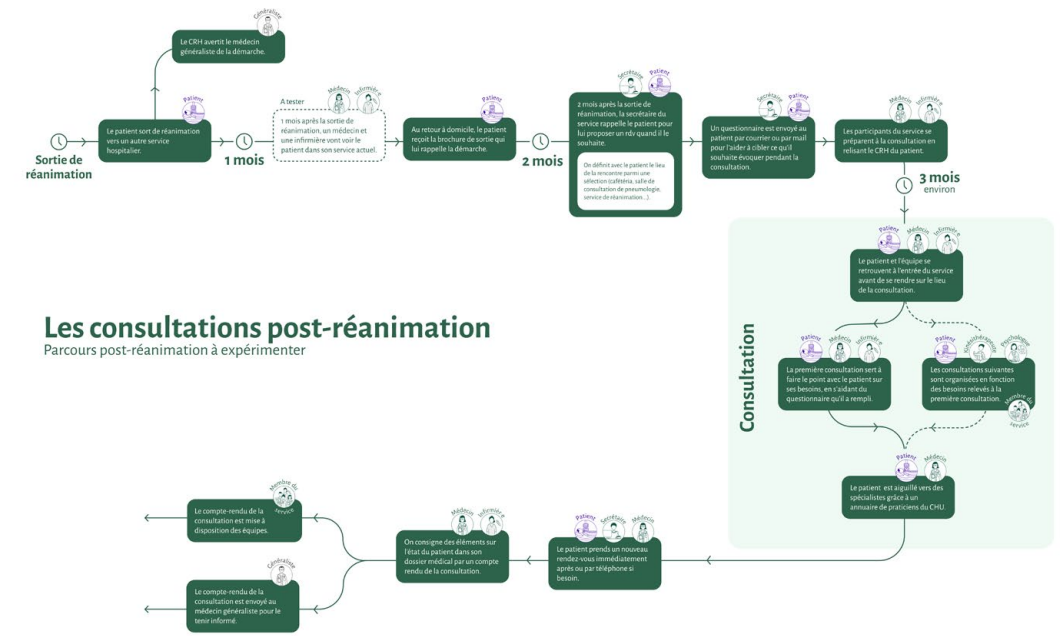 Généraliste
Le CRH avertit le médecin
généraliste de la démarche.
Sortie de
réanimation
Patient
Le patient sort de réanimation
vers un autre service
hospitalier.
1 mois
A tester
Médecin
Infirmière
1 mois après la sortie de
réanimation, un médecin et
une infirmière vont voir le
patient dans son service actuel.
Patient
Au retour à domicile, le patient
reçoit la brochure de sortie qui
lui rappelle la démarche.
2 mois
Secrétaire
Patient
2 mois après la sortie de
réanimation, la secrétaire du
service rappelle le patient pour
lui proposer un rdv quand il le
souhaite.
On définit avec le patient le lieu
de la rencontre parmi une
sélection (cafétéria, salle de
consultation de pneumologie,
service de réanimation...).
Secrétaire
Patient
Un questionnaire est envoyé au
patient par courrier ou par mail
pour l'aider à cibler ce qu'il
souhaite évoquer pendant la
consultation.
Médecin
Infirmière
Les participants du service se
préparent à la consultation en
relisant le CRH du patient.
3 mois
environ
Consultation
Patient
Médecin
Infirmière
Le patient et l'équipe se
retrouvent à l'entrée du service
avant de se rendre sur le lieu
de la consultation.
Patient
Médecin
Infirmière
La première consultation sert à
faire le point avec le patient sur
ses besoins, en s'aidant du
questionnaire qu'il a rempli.
Patient
Kinésithérapeute
Psychologue
Les consultations suivantes
sont organisées en fonction
des besoins relevés à la
première consultation.
Membre du
service
Patient
Médecin
Le patient est aiguillé vers des
spécialistes grâce à un
annuaire de praticiens du CHU.
Les consultations post-réanimation
Parcours post-réanimation à expérimenter
Patient
Secrétaire
Médecin
Le patient prends un nouveau
rendez-vous immédiatement
après ou par téléphone si
besoin.
Médecin
Infirmière
On consigne des éléments sur
l'état du patient dans son
dossier médical par un compte
rendu de la consultation.
Membre du
service
Le compte-rendu de la
consultation est mise à
disposition des équipes.
Généraliste
Le compte-rendu de la
consultation est envoyé au
médecin généraliste pour le
tenir informé.